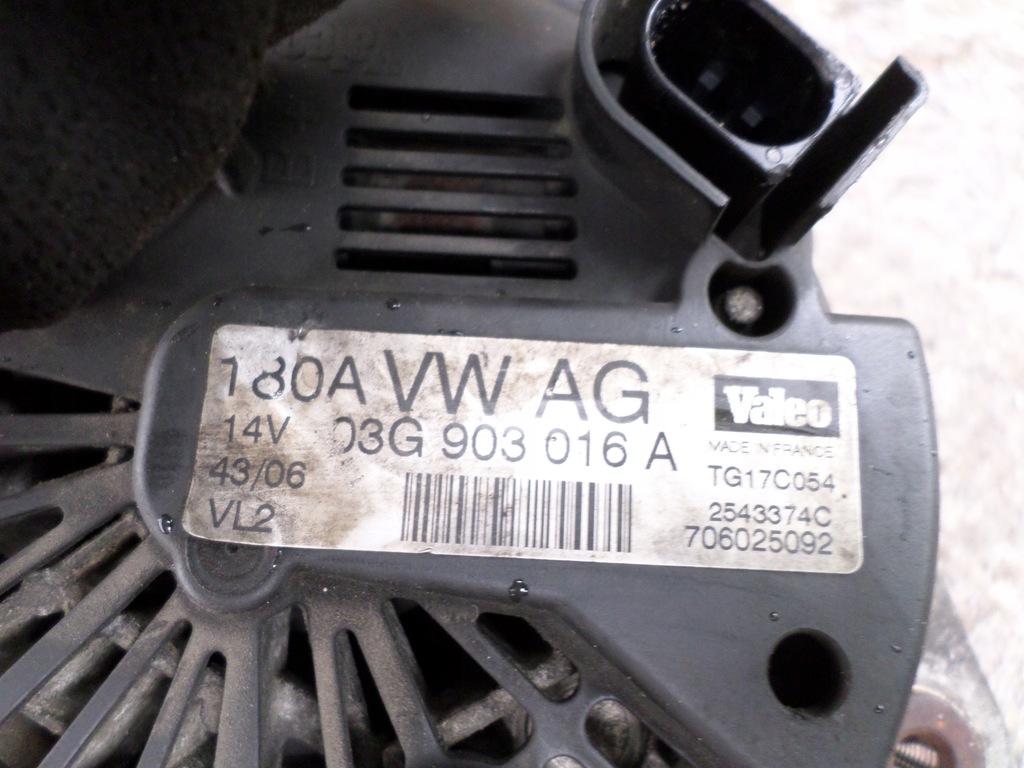 180A VW AG
Valeo
14V 03G 903 016 A
MADE IN FRANCE
43/06
TG17C054
VL2
2543374C
706025092